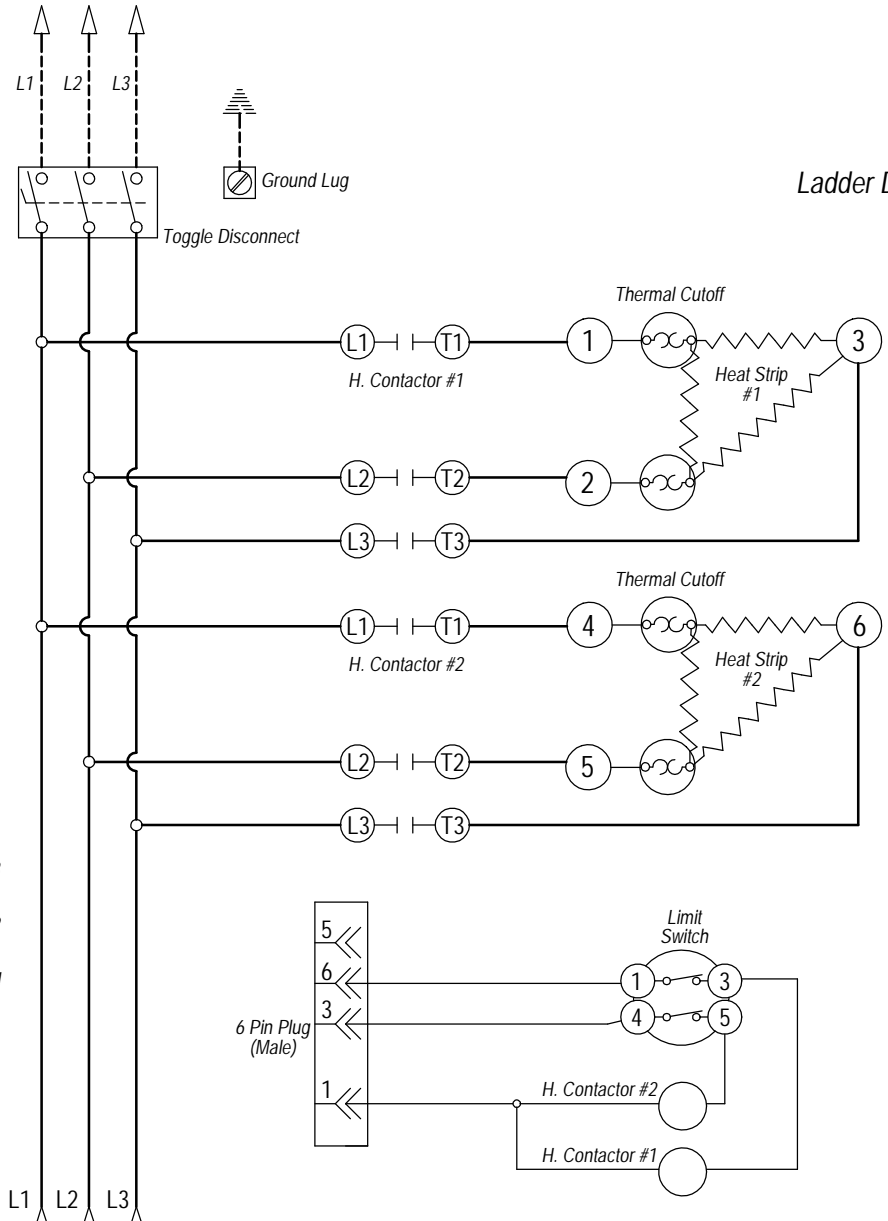 L1
L2
L3
Ground Lug
Ladder D
Toggle Disconnect
Thermal Cutoff
L1
T1
1
3
H. Contactor #1
Heat Strip
#1
L2
T2
2
L3
T3
Thermal Cutoff
L1
T1
4
6
H. Contactor #2
Heat Strip
#2
L2
T2
5
L3
T3
Limit
Switch
5
6
1
3
3
4
5
6 Pin Plug
(Male)
1
H. Contactor #2
H. Contactor #1
L1
L2
L3